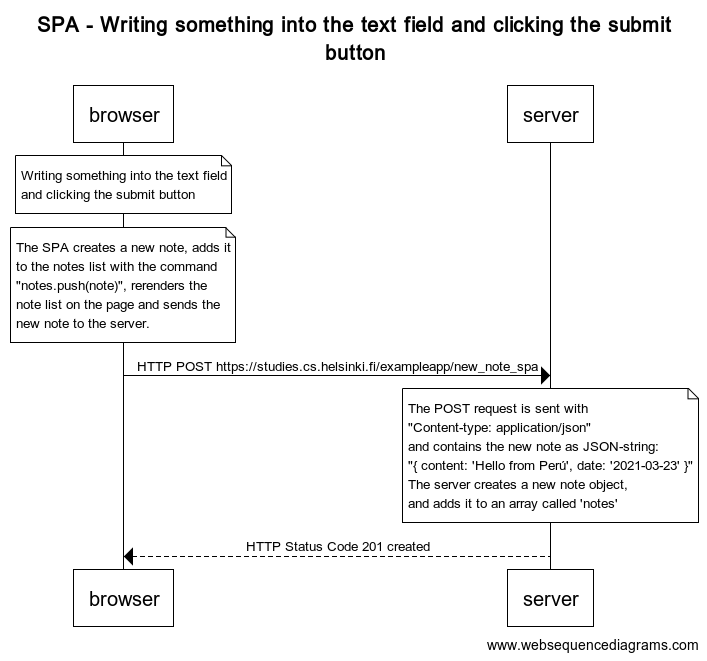 SPA - Writing something into the text field and clicking the submit
button
browser
server
Writing something into the text field
and clicking the submit button
The SPA creates a new note, adds it
to the notes list with the command
"notes.push(note)", rerenders the
note list on the page and sends the
new note to the server.
HTTP POST https://studies.cs.helsinki.fi/exampleapp/new_note_spa
The POST request is sent with
"Content-type: application/json"
and contains the new note as JSON-string:
"{ content: 'Hello from Perú', date: '2021-03-23' }"
The server creates a new note object,
and adds it to an array called 'notes'
HTTP Status Code 201 created
browser
server
www.websequencediagrams.com